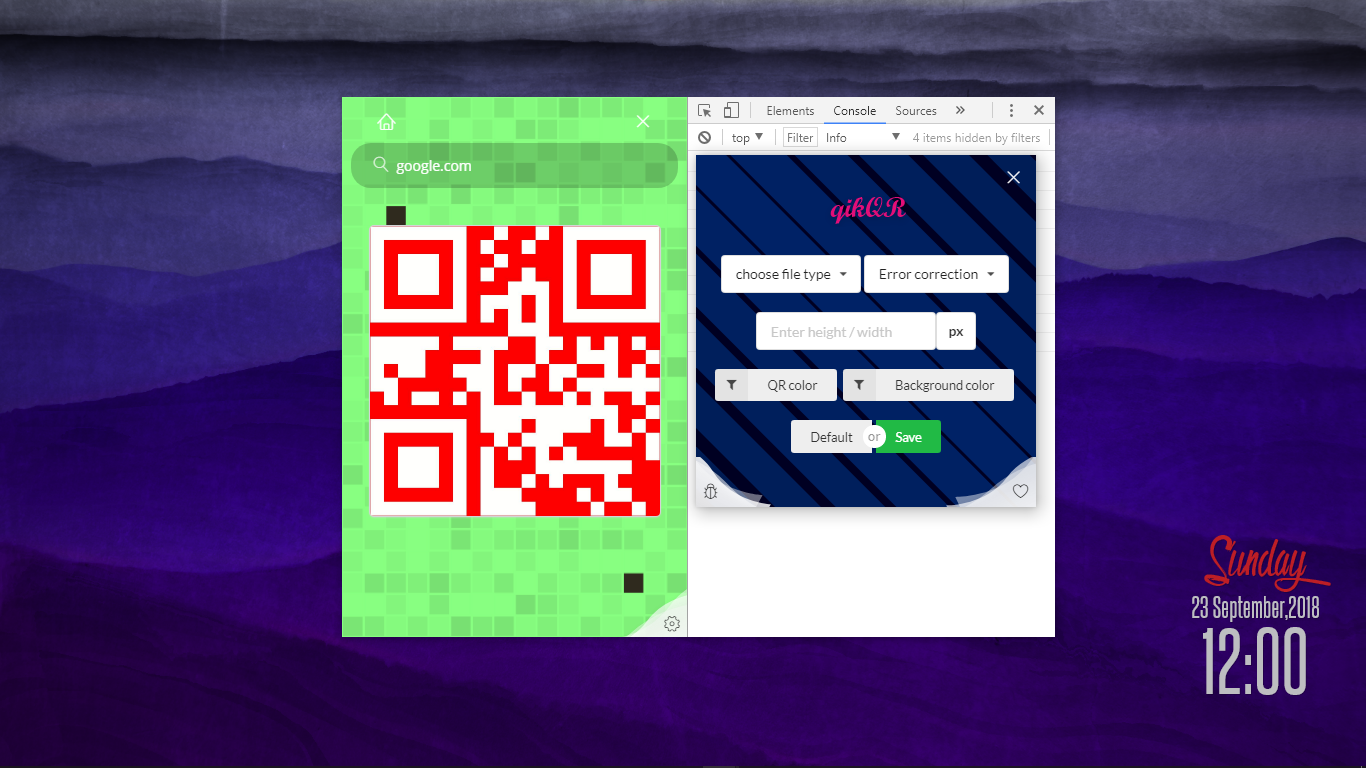 google.com
Elements Console Sources
top Filter Info 4 items hidden by filters
qikQR
choose file type Error correction
Enter height / width px
QR color Background color
Default or Save
Sunday
23 September,2018
12:00